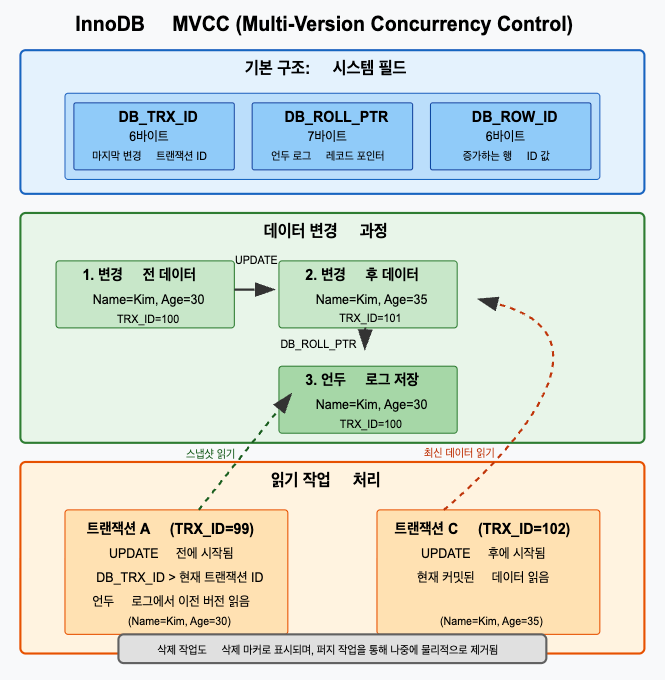 InnoDB MVCC (Multi-Version Concurrency Control)
기본 구조: 시스템 필드
DB_TRX_ID
6바이트
마지막 변경 트랜잭션 ID
DB_ROLL_PTR
7바이트
언두 로그 레코드 포인터
DB_ROW_ID
6바이트
증가하는 행 ID 값
데이터 변경 과정
1. 변경 전 데이터
Name=Kim, Age=30
TRX_ID=100
UPDATE
2. 변경 후 데이터
Name=Kim, Age=35
TRX_ID=101
DB_ROLL_PTR
3. 언두 로그 저장
Name=Kim, Age=30
TRX_ID=100
스냅샷 읽기
최신 데이터 읽기
읽기 작업 처리
트랜잭션 A (TRX_ID=99)
UPDATE 전에 시작됨
DB_TRX_ID > 현재 트랜잭션 ID
언두 로그에서 이전 버전 읽음
(Name=Kim, Age=30)
트랜잭션 C (TRX_ID=102)
UPDATE 후에 시작됨
현재 커밋된 데이터 읽음
(Name=Kim, Age=35)
삭제 작업도 삭제 마커로 표시되며, 퍼지 작업을 통해 나중에 물리적으로 제거됨